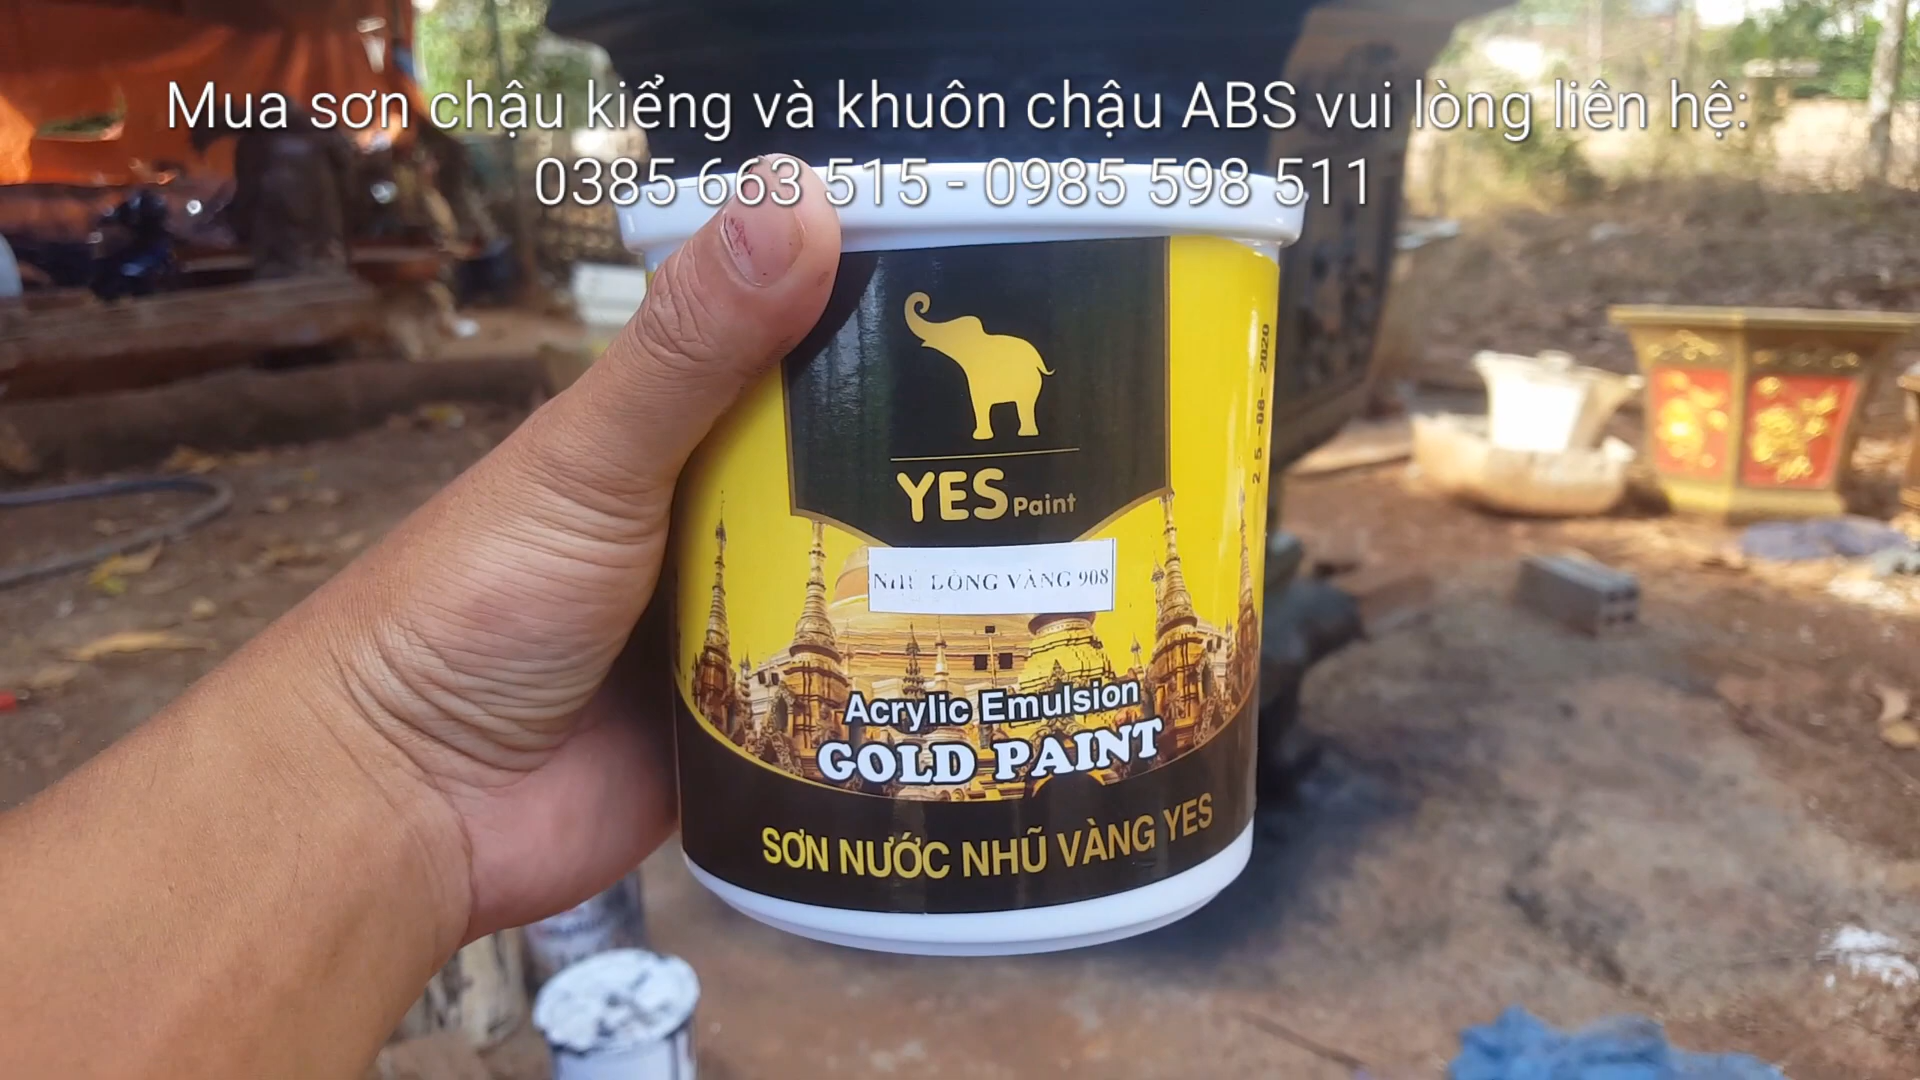 Mua sơn chậu kiểng và khuôn chậu ABS vui lòng liên hệ:
0385 663 515 - 0985 598 511
YES Paint
25-08-2020
NHŨ ĐỒNG VÀNG 908
Acrylic Emulsion
GOLD PAINT
SƠN NƯỚC NHŨ VÀNG YES